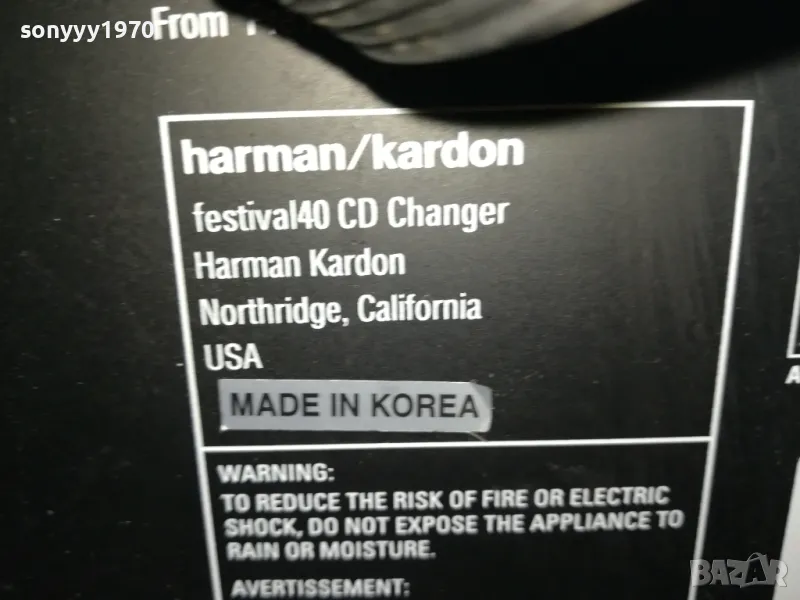 sonyyy1970
From
harman/kardon
festival40 CD Changer
Harman Kardon
Northridge, California
USA
MADE IN KOREA
WARNING:
TO REDUCE THE RISK OF FIRE OR ELECTRIC
SHOCK, DO NOT EXPOSE THE APPLIANCE TO
RAIN OR MOISTURE.
AVERTISSEMENT:
A
BAZAR